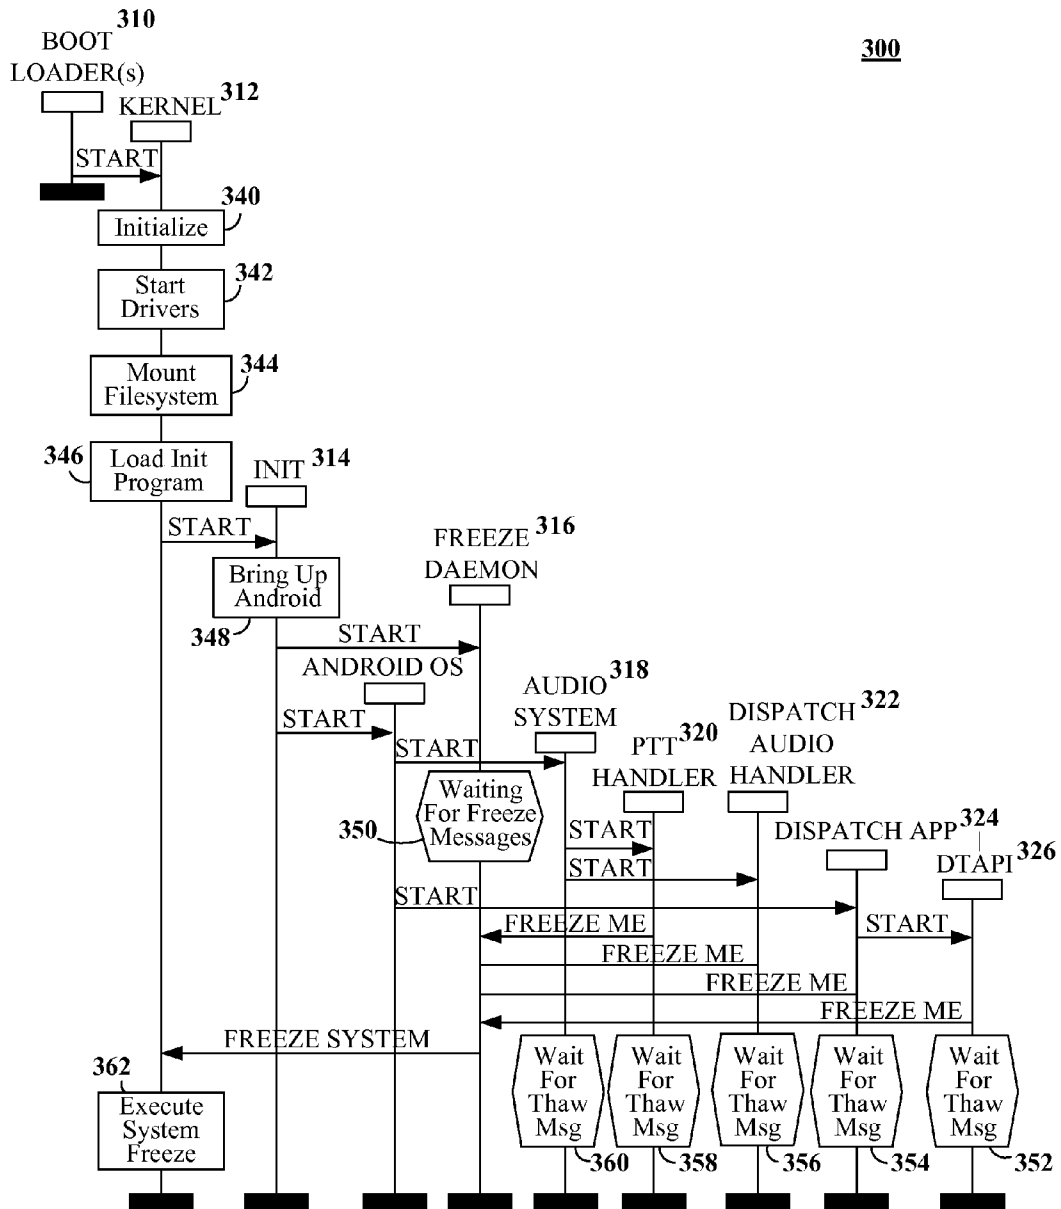 310
BOOT
LOADER(s)
300
312
KERNEL
START
340
Initialize
342
Start
Drivers
344
Mount
Filesystem
346
Load Init
Program
314
INIT
START
316
FREEZE
DAEMON
Bring Up
Android
348
START
ANDROID OS
318
AUDIO
SYSTEM
322
DISPATCH
AUDIO
HANDLER
320
PTT
HANDLER
START
START
Waiting
For Freeze
Messages
350
START
START
324
DISPATCH APP
326
DTAPI
START
START
FREEZE ME
FREEZE ME
FREEZE ME
FREEZE ME
FREEZE SYSTEM
362
Execute
System
Freeze
Wait
For
Thaw
Msg
360
Wait
For
Thaw
Msg
358
Wait
For
Thaw
Msg
356
Wait
For
Thaw
Msg
354
Wait
For
Thaw
Msg
352